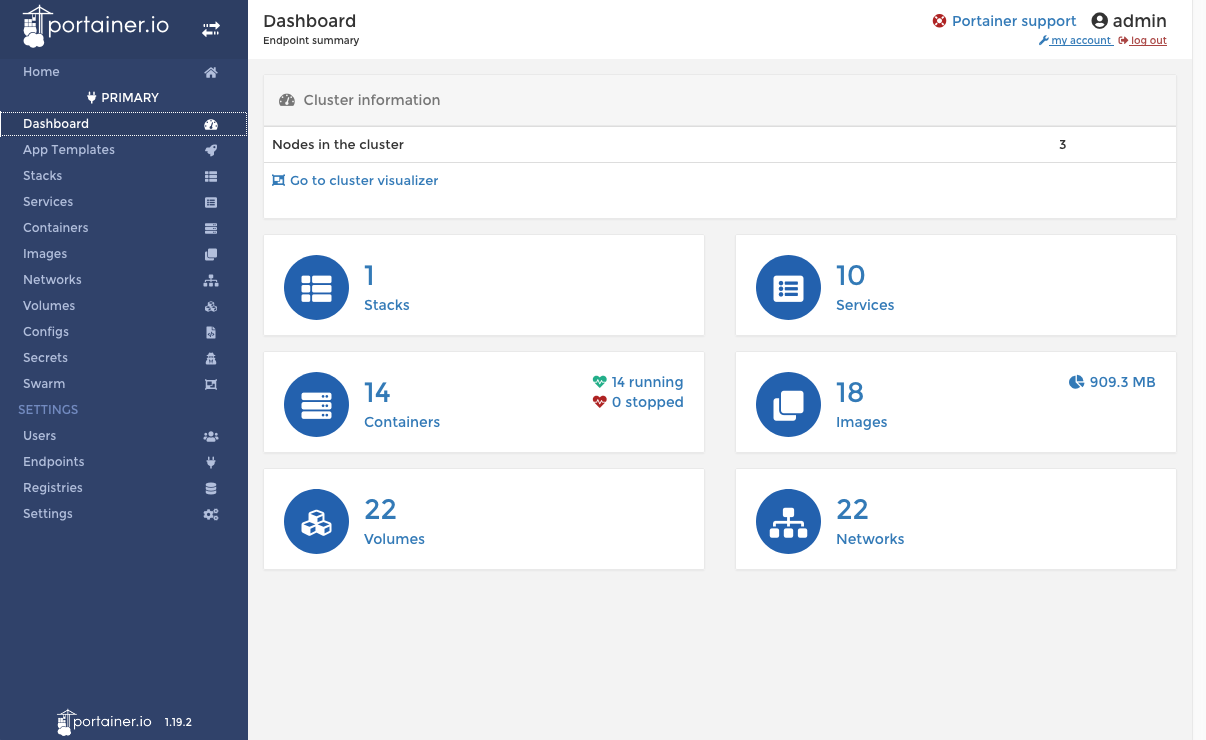 portainer.io
Home
PRIMARY
Dashboard
App Templates
Stacks
Services
Containers
Images
Networks
Volumes
Configs
Secrets
Swarm
SETTINGS
Users
Endpoints
Registries
Settings
portainer.io 1.19.2
Dashboard
Endpoint summary
Portainer support admin
my account log out
Cluster information
Nodes in the cluster 3
Go to cluster visualizer
1
Stacks
10
Services
14
Containers
14 running
0 stopped
18
Images
909.3 MB
22
Volumes
22
Networks